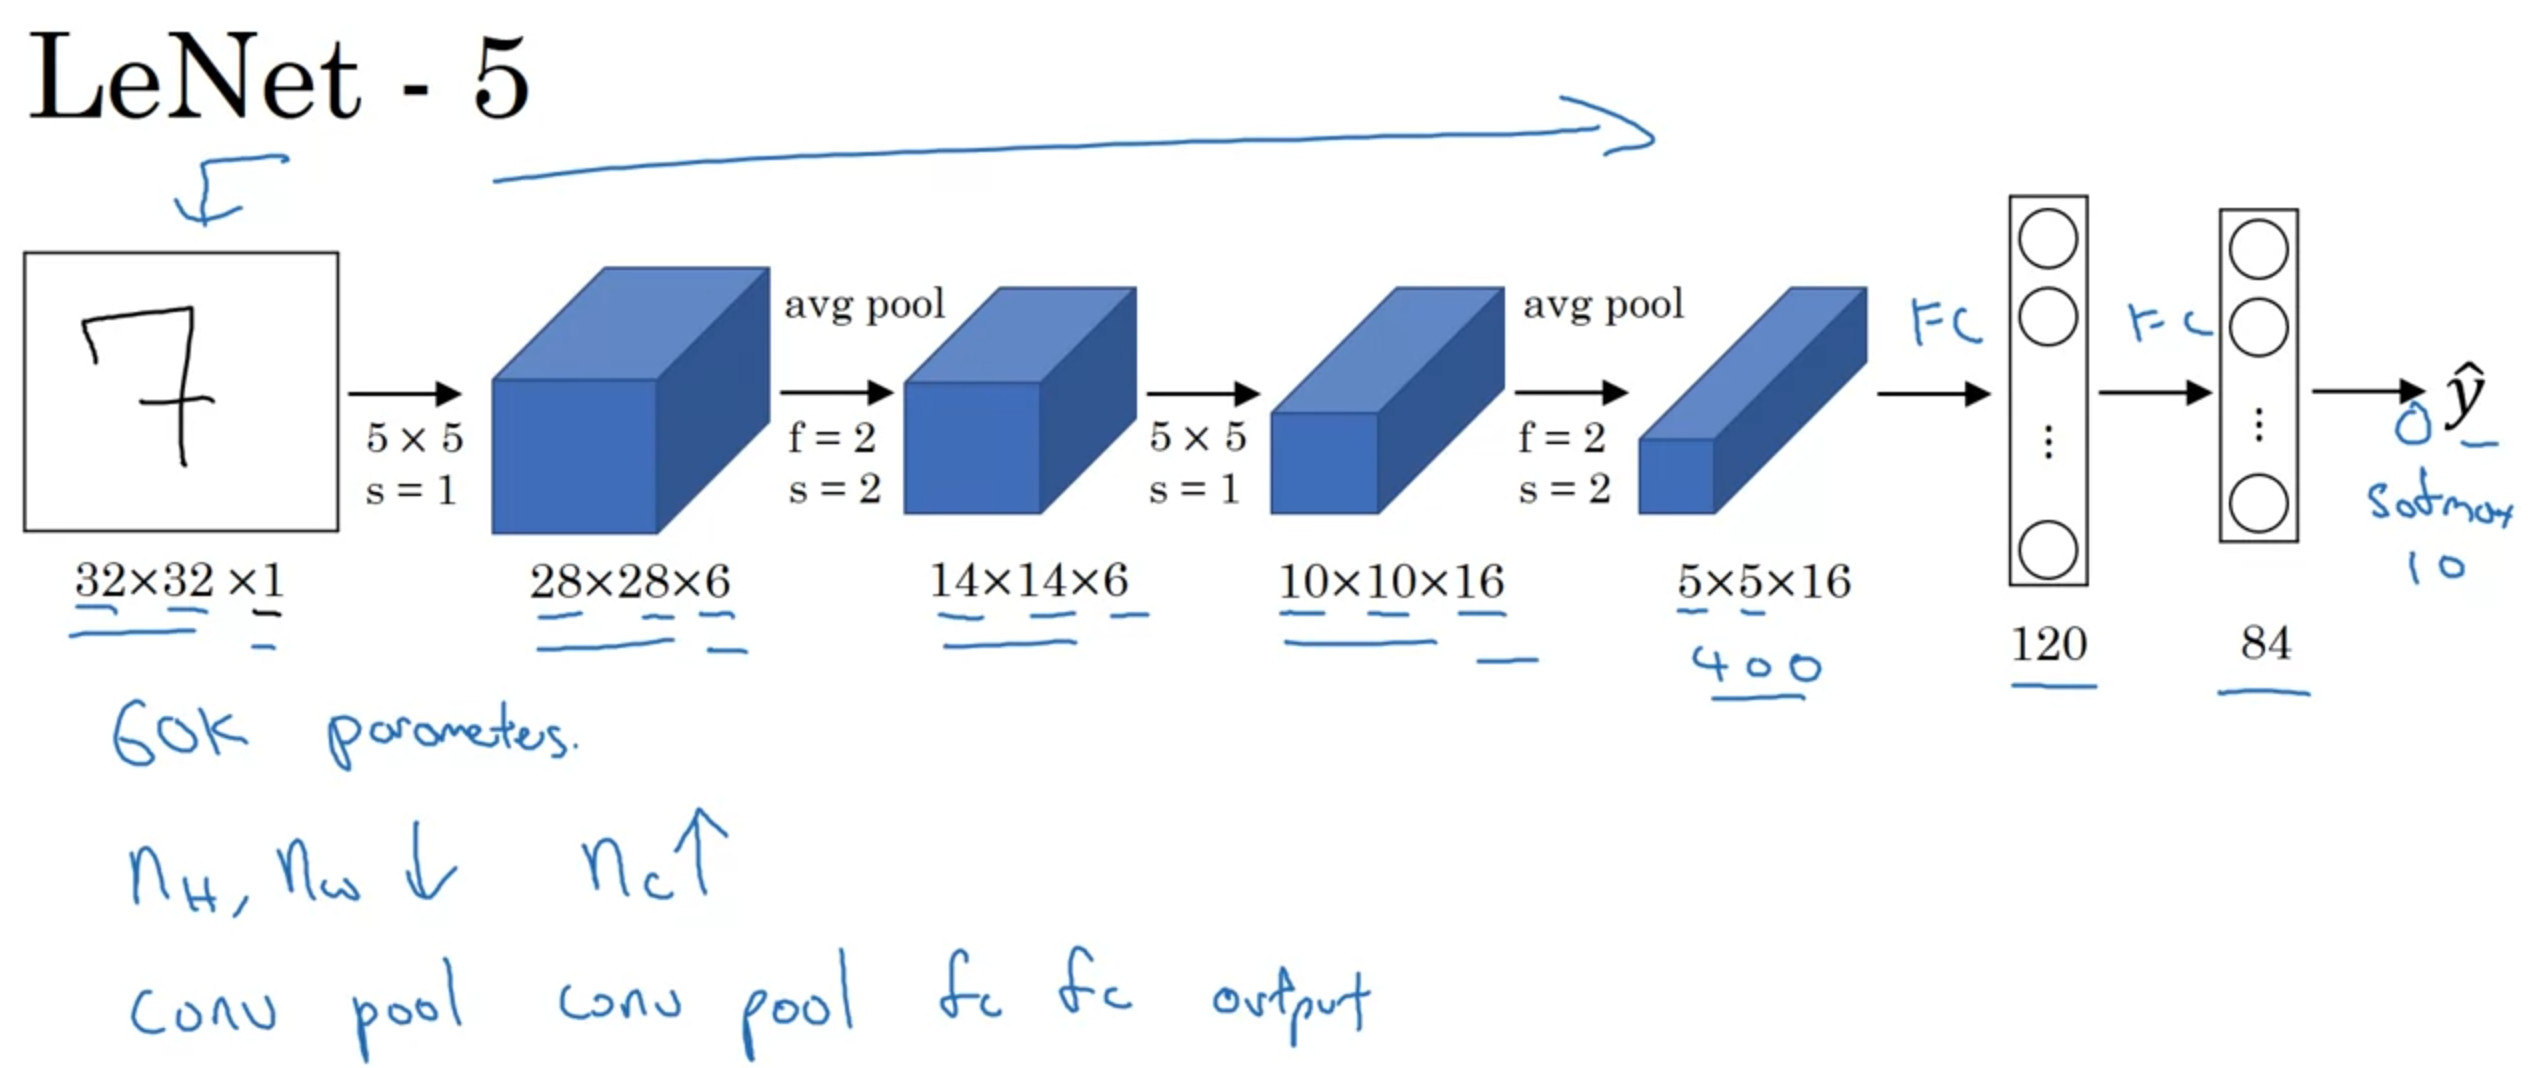 LeNet - 5
7
avg pool
avg pool
FC
FC
5 × 5
s = 1
f = 2
s = 2
5 × 5
s = 1
f = 2
s = 2
⋮
⋮
ŷ
softmax
10
32×32 ×1
28×28×6
14×14×6
10×10×16
5×5×16
400
120
84
60K parameters.
nH, nW ↓ nC ↑
conv pool conv pool fc fc output